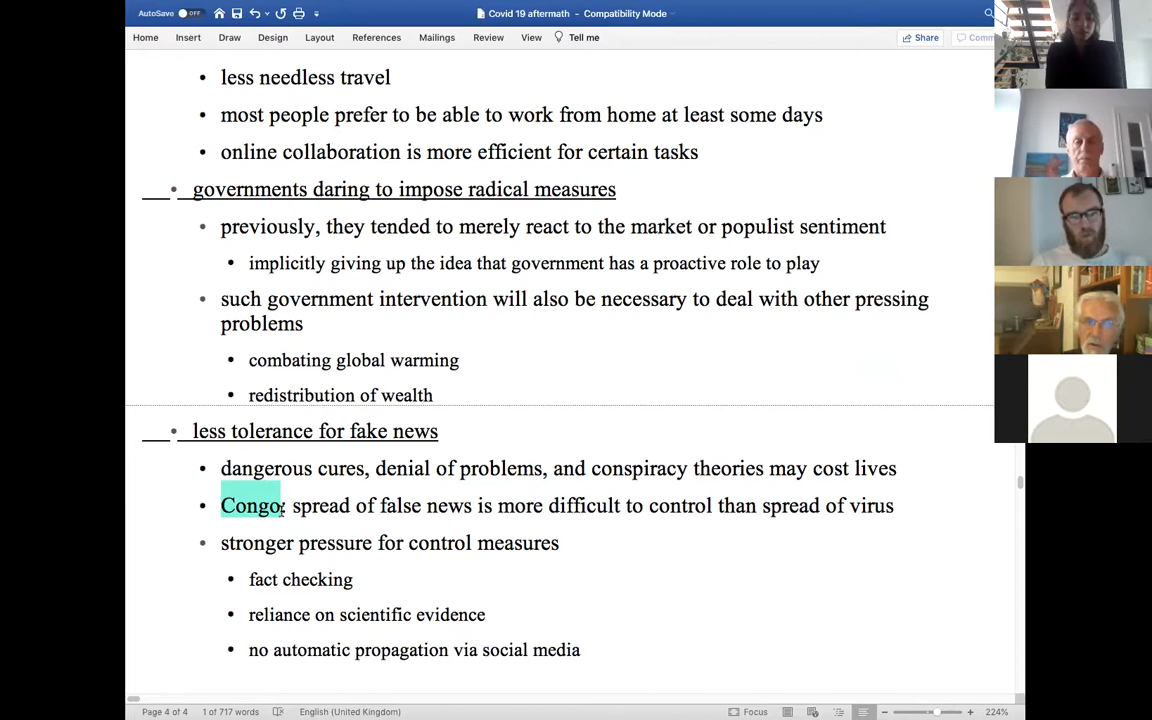 AutoSave OFF
Covid 19 aftermath - Compatibility Mode
Home Insert Draw Design Layout References Mailings Review View Tell me Share
less needless travel
• most people prefer to be able to work from home at least some days
• online collaboration is more efficient for certain tasks
• governments daring to impose radical measures
• previously, they tended to merely react to the market or populist sentiment
• implicitly giving up the idea that government has a proactive role to play
• such government intervention will also be necessary to deal with other pressing
problems
• combating global warming
• redistribution of wealth
• less tolerance for fake news
• dangerous cures, denial of problems, and conspiracy theories may cost lives
• Congo: spread of false news is more difficult to control than spread of virus
• stronger pressure for control measures
• fact checking
• reliance on scientific evidence
• no automatic propagation via social media
Page 4 of 4 1 of 717 words English (United Kingdom) Focus 224%